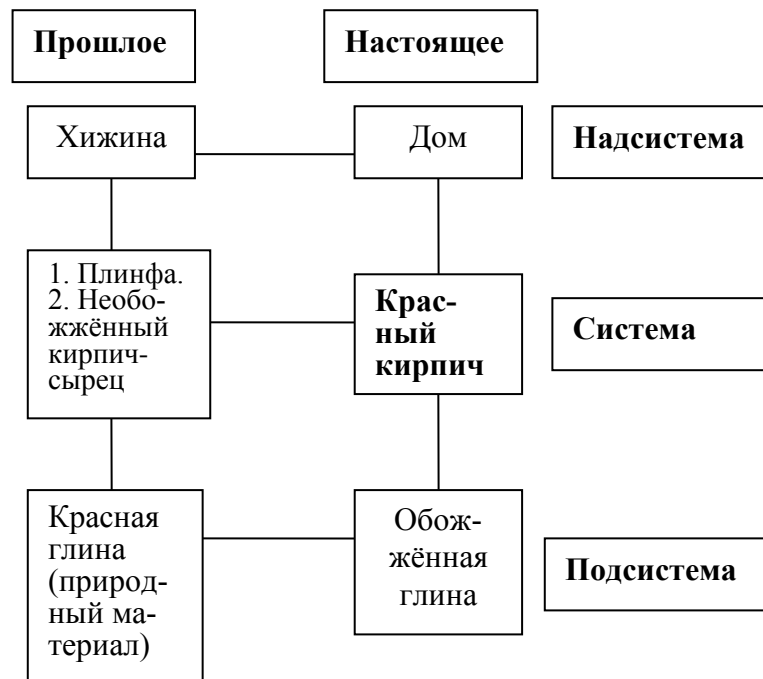 Прошлое
Настоящее
Хижина
Дом
Надсистема
1. Плинфа.
2. Необо-
жжённый
кирпич-
сырец
Крас-
ный
кирпич
Система
Красная
глина
(природ-
ный ма-
териал)
Обож-
жённая
глина
Подсистема